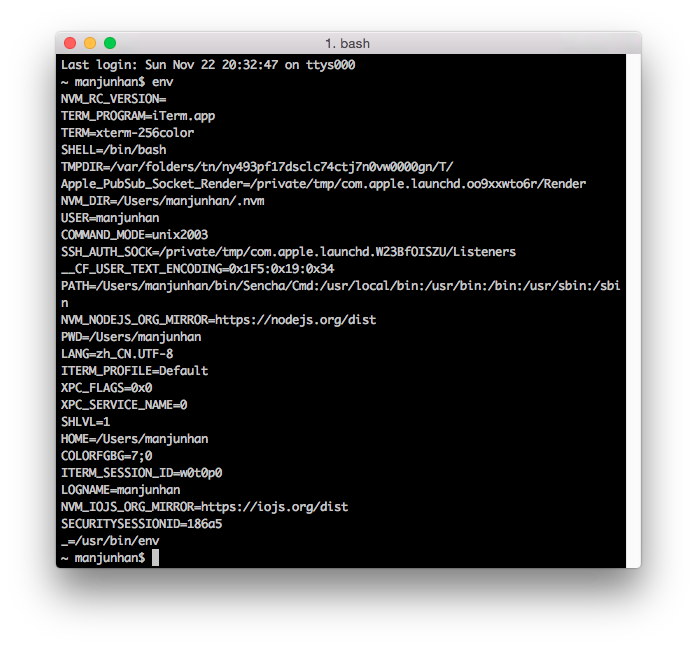 1. bash
Last login: Sun Nov 22 20:32:47 on ttys000
~ manjunhan$ env
NVM_RC_VERSION=
TERM_PROGRAM=iTerm.app
TERM=xterm-256color
SHELL=/bin/bash
TMPDIR=/var/folders/tn/ny493pf17dsclc74ctj7n0vw0000gn/T/
Apple_PubSub_Socket_Render=/private/tmp/com.apple.launchd.oo9xxwto6r/Render
NVM_DIR=/Users/manjunhan/.nvm
USER=manjunhan
COMMAND_MODE=unix2003
SSH_AUTH_SOCK=/private/tmp/com.apple.launchd.W23BfOISZU/Listeners
__CF_USER_TEXT_ENCODING=0x1F5:0x19:0x34
PATH=/Users/manjunhan/bin/Sencha/Cmd:/usr/local/bin:/usr/bin:/bin:/usr/sbin:/sbi
n
NVM_NODEJS_ORG_MIRROR=https://nodejs.org/dist
PWD=/Users/manjunhan
LANG=zh_CN.UTF-8
ITERM_PROFILE=Default
XPC_FLAGS=0x0
XPC_SERVICE_NAME=0
SHLVL=1
HOME=/Users/manjunhan
COLORFGBG=7;0
ITERM_SESSION_ID=w0t0p0
LOGNAME=manjunhan
NVM_IOJS_ORG_MIRROR=https://iojs.org/dist
SECURITYSESSIONID=186a5
_=/usr/bin/env
~ manjunhan$